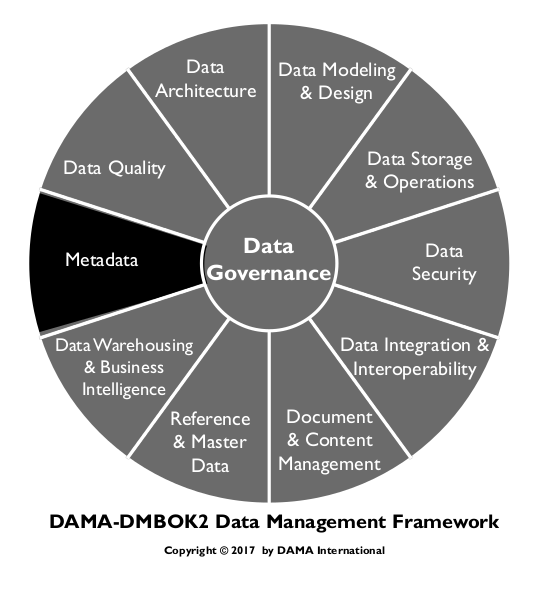 Data
Architecture
Data Modeling
& Design
Data Quality
Data Storage
& Operations
Metadata
Data
Governance
Data
Security
Data Warehousing
& Business
Intelligence
Data Integration &
Interoperability
Reference
& Master
Data
Document
& Content
Management
DAMA-DMBOK2 Data Management Framework
Copyright © 2017 by DAMA International